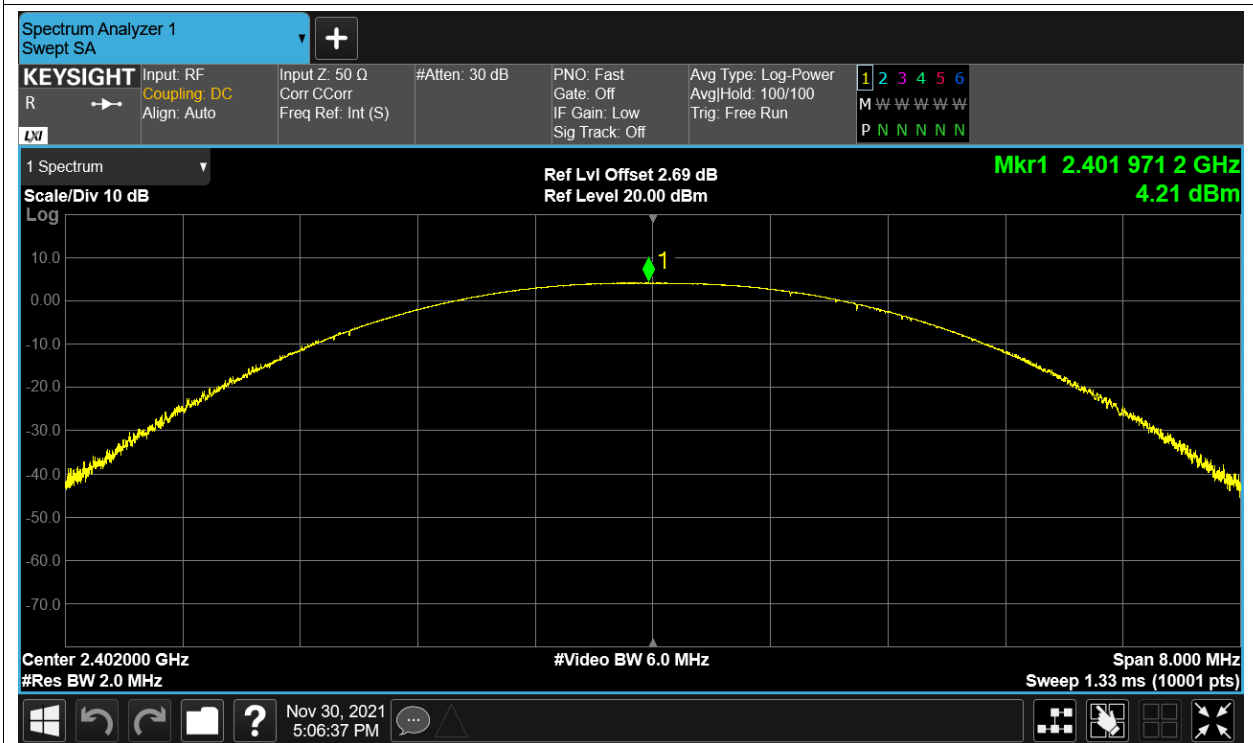 Spectrum Analyzer 1
Swept SA
KEYSIGHT
R
LXI
Input: RF
Coupling: DC
Align: Auto
Input Z: 50 Ω
Corr CCorr
Freq Ref: Int (S)
#Atten: 30 dB
PNO: Fast
Gate: Off
IF Gain: Low
Sig Track: Off
Avg Type: Log-Power
Avg|Hold: 100/100
Trig: Free Run
1 2 3 4 5 6
M W W W W W
P N N N N N
1 Spectrum
Scale/Div 10 dB
Log
Ref Lvl Offset 2.69 dB
Ref Level 20.00 dBm
Mkr1 2.401 971 2 GHz
4.21 dBm
1
10.0
0.00
-10.0
-20.0
-30.0
-40.0
-50.0
-60.0
-70.0
Center 2.402000 GHz
#Res BW 2.0 MHz
#Video BW 6.0 MHz
Span 8.000 MHz
Sweep 1.33 ms (10001 pts)
?
Nov 30, 2021
5:06:37 PM